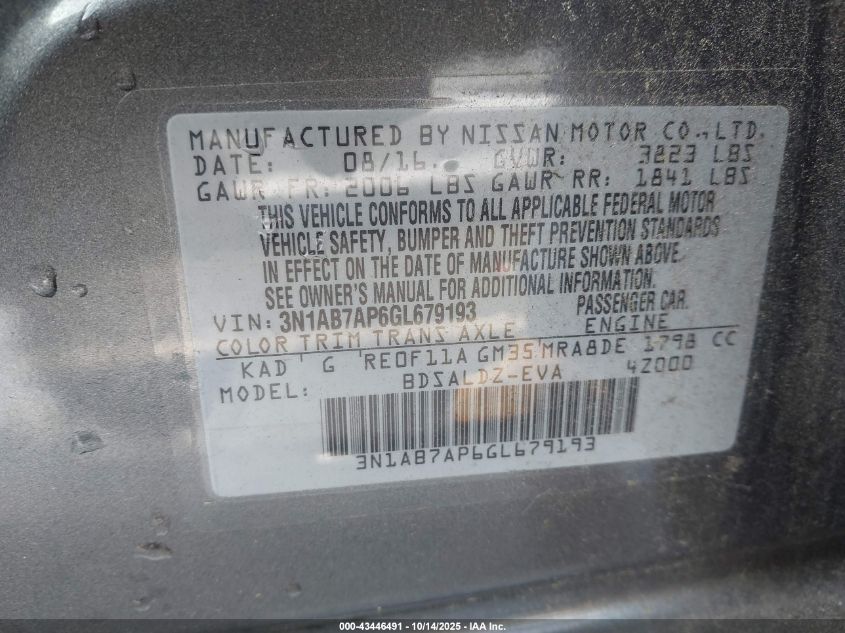 MANUFACTURED BY NISSAN MOTOR CO., LTD.
DATE: 08/16 GVWR: 3223 LBS
GAWR FR: 2006 LBS GAWR RR: 1841 LBS
THIS VEHICLE CONFORMS TO ALL APPLICABLE FEDERAL MOTOR
VEHICLE SAFETY, BUMPER AND THEFT PREVENTION STANDARDS
IN EFFECT ON THE DATE OF MANUFACTURE SHOWN ABOVE.
SEE OWNER'S MANUAL FOR ADDITIONAL INFORMATION.
VIN: 3N1AB7AP6GL679193 PASSENGER CAR.
COLOR TRIM TRANS AXLE ENGINE
KAD G RE0F11A GM35 MRA8DE 1798 CC
MODEL: BDSALDZ-EVA 4Z000
3N1AB7AP6GL679193
000-43446491 - 10/14/2025 - IAA Inc.